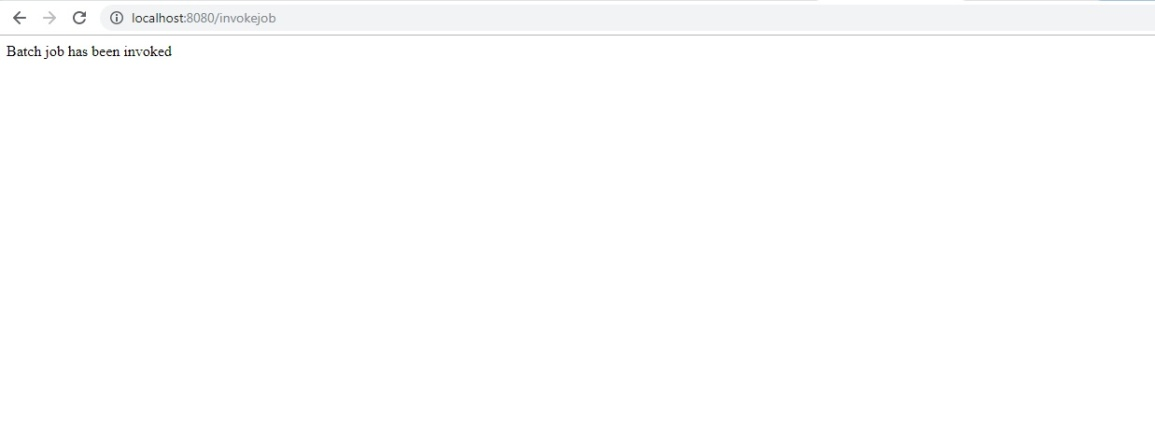 localhost:8080/invokejob
Batch job has been invoked